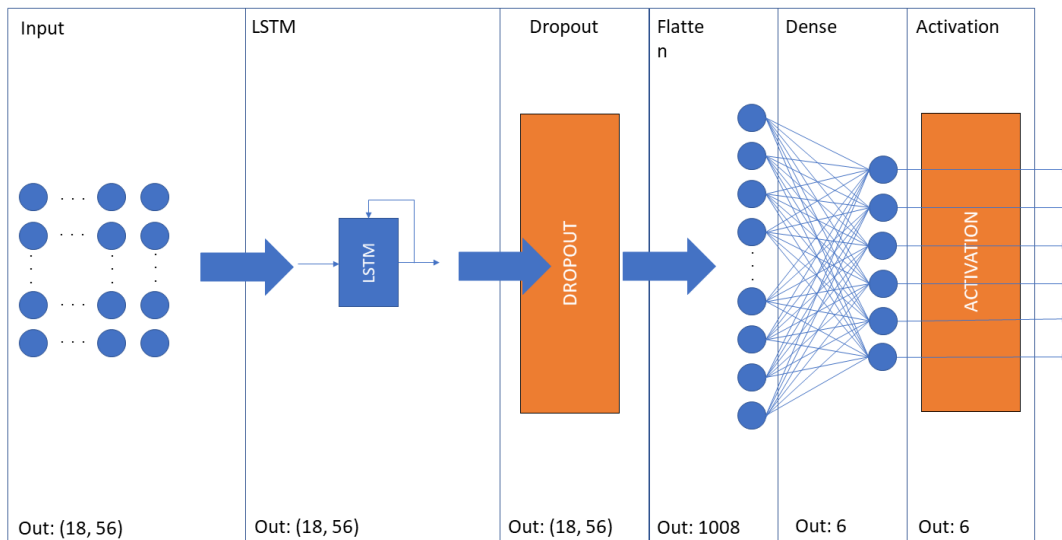 Input
LSTM
Dropout
Flatte
n
Dense
Activation
LSTM
DROPOUT
ACTIVATION
Out: (18, 56)
Out: (18, 56)
Out: (18, 56)
Out: 1008
Out: 6
Out: 6